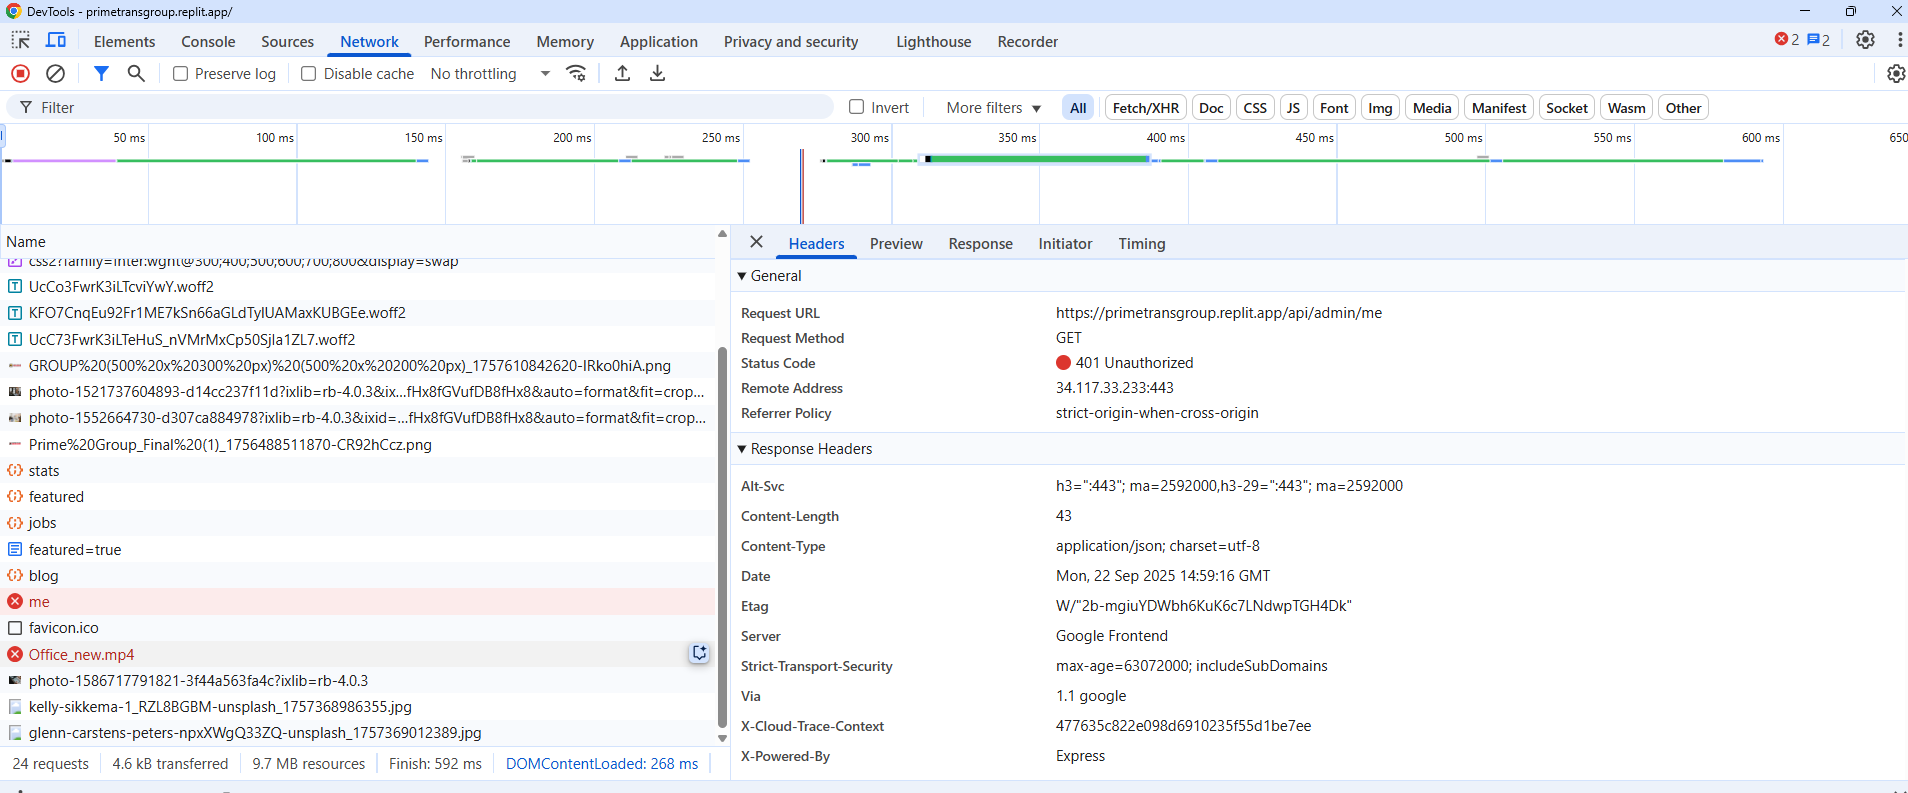 DevTools - primetransgroup.replit.app/
Elements Console Sources Network Performance Memory Application Privacy and security Lighthouse Recorder 2 2
Preserve log Disable cache No throttling
Filter Invert More filters All Fetch/XHR Doc CSS JS Font Img Media Manifest Socket Wasm Other
50 ms 100 ms 150 ms 200 ms 250 ms 300 ms 350 ms 400 ms 450 ms 500 ms 550 ms 600 ms 650
Name
css2?family=Inter:wght@300;400;500;600;700;800&display=swap
UcCo3FwrK3iLTcviYwY.woff2
KFO7CnqEu92Fr1ME7kSn66aGLdTylUAMaxKUBGEe.woff2
UcC73FwrK3iLTeHuS_nVMrMxCp50SjIa1ZL7.woff2
GROUP%20(500%20x%20300%20px)%20(500%20x%20200%20px)_1757610842620-IRko0hiA.png
photo-1521737604893-d14cc237f11d?ixlib=rb-4.0.3&ix...fHx8fGVufDB8fHx8&auto=format&fit=crop...
photo-1552664730-d307ca884978?ixlib=rb-4.0.3&ixid=...fHx8fGVufDB8fHx8&auto=format&fit=crop...
Prime%20Group_Final%20(1)_1756488511870-CR92hCcz.png
stats
featured
jobs
featured=true
blog
me
favicon.ico
Office_new.mp4
photo-1586717791821-3f44a563fa4c?ixlib=rb-4.0.3
kelly-sikkema-1_RZL8BGBM-unsplash_1757368986355.jpg
glenn-carstens-peters-npxXWgQ33ZQ-unsplash_1757369012389.jpg
24 requests 4.6 kB transferred 9.7 MB resources Finish: 592 ms DOMContentLoaded: 268 ms
Headers Preview Response Initiator Timing
General
Request URL https://primetransgroup.replit.app/api/admin/me
Request Method GET
Status Code 401 Unauthorized
Remote Address 34.117.33.233:443
Referrer Policy strict-origin-when-cross-origin
Response Headers
Alt-Svc h3=":443"; ma=2592000,h3-29=":443"; ma=2592000
Content-Length 43
Content-Type application/json; charset=utf-8
Date Mon, 22 Sep 2025 14:59:16 GMT
Etag W/"2b-mgiuYDWbh6KuK6c7LNdwpTGH4Dk"
Server Google Frontend
Strict-Transport-Security max-age=63072000; includeSubDomains
Via 1.1 google
X-Cloud-Trace-Context 477635c822e098d6910235f55d1be7ee
X-Powered-By Express